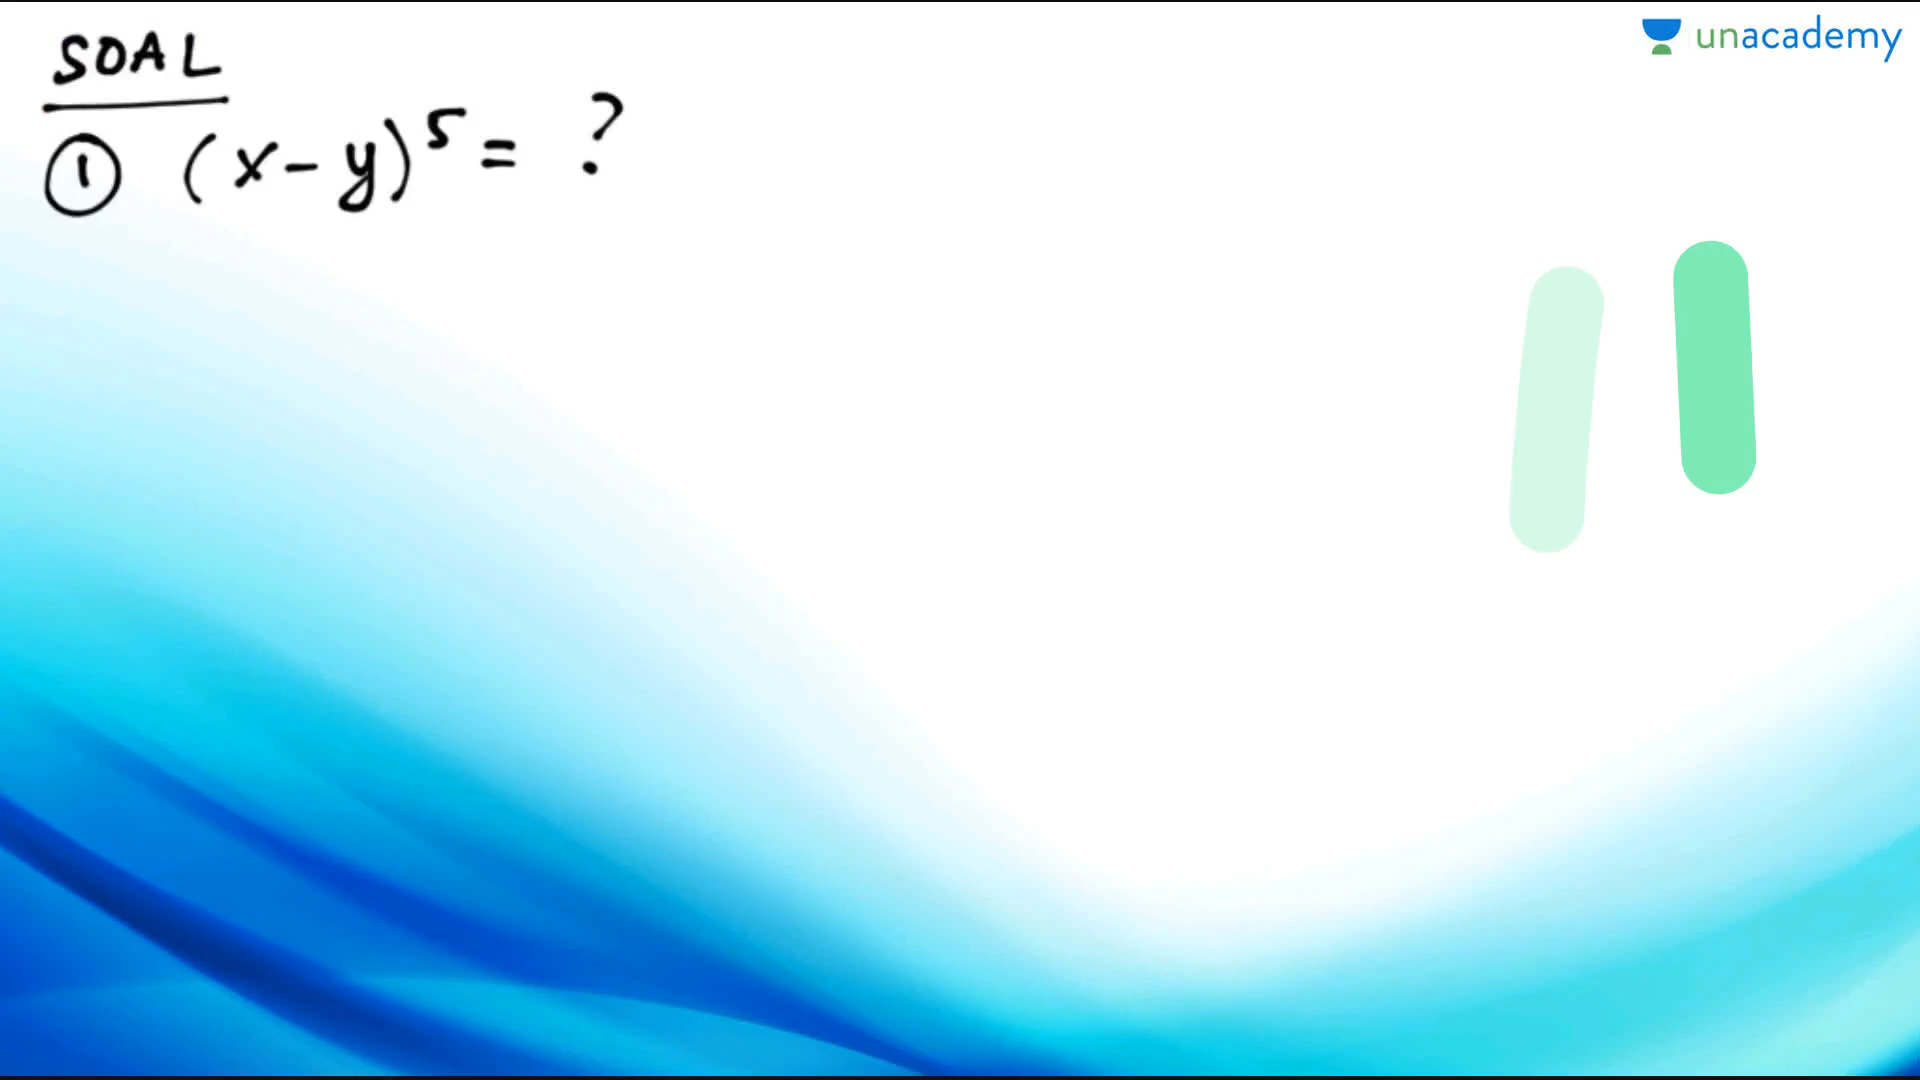 unacademy
SOAL
① (x-y)⁵= ?